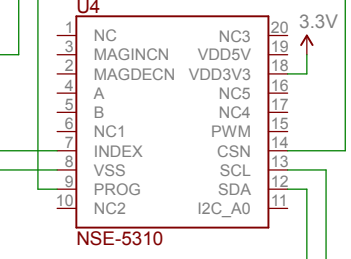 U4
1 NC NC3 20 3.3V
3 MAGINCN VDD5V 19
2 MAGDECN VDD3V3 18
4 A NC5 16
5 B NC4 17
6 NC1 PWM 15
7 INDEX CSN 14
8 VSS SCL 13
9 PROG SDA 12
10 NC2 I2C_A0 11
NSE-5310